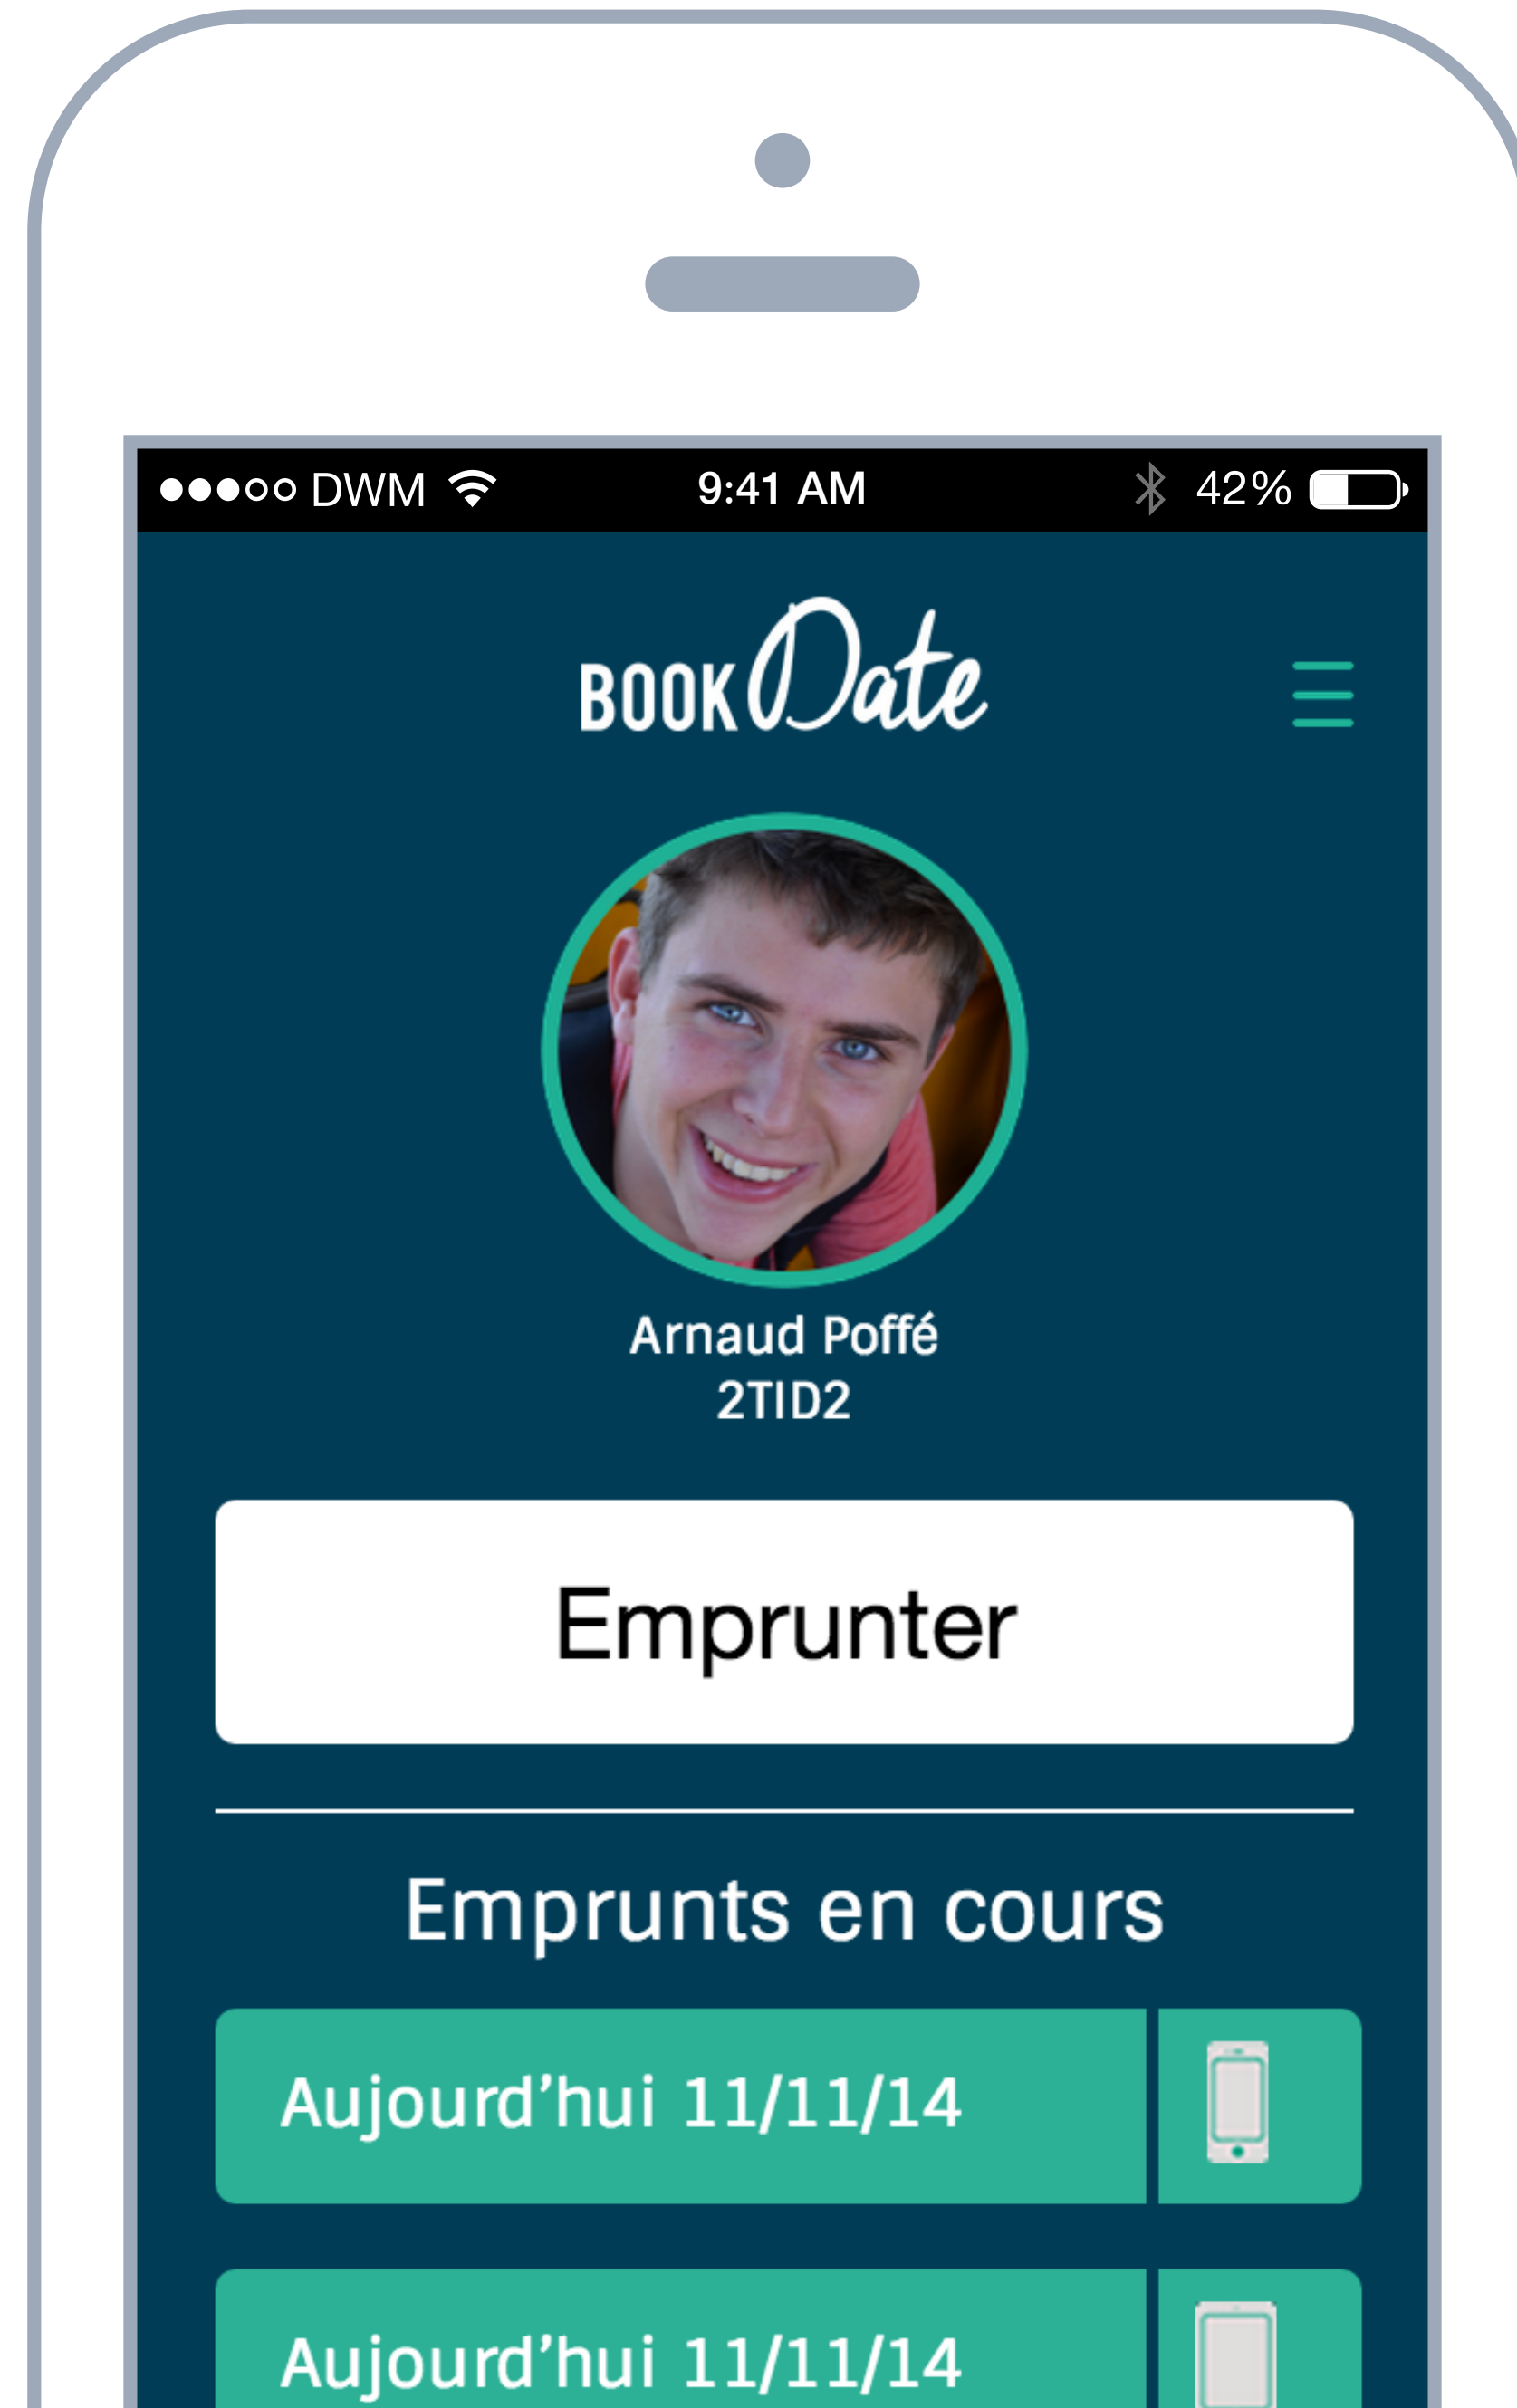 DWM 9:41 AM 42%
BOOK Date
Arnaud Poffé
2TID2
Emprunter
Emprunts en cours
Aujourd’hui 11/11/14
Aujourd’hui 11/11/14